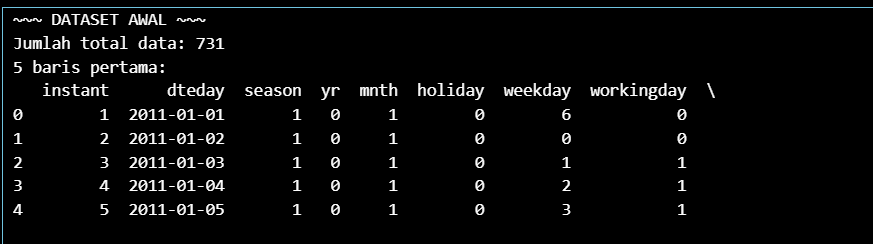 ~~~ DATASET AWAL ~~~
Jumlah total data: 731
5 baris pertama:
   instant      dteday  season  yr  mnth  holiday  weekday  workingday  \
0        1  2011-01-01       1   0     1        0        6           0
1        2  2011-01-02       1   0     1        0        0           0
2        3  2011-01-03       1   0     1        0        1           1
3        4  2011-01-04       1   0     1        0        2           1
4        5  2011-01-05       1   0     1        0        3           1